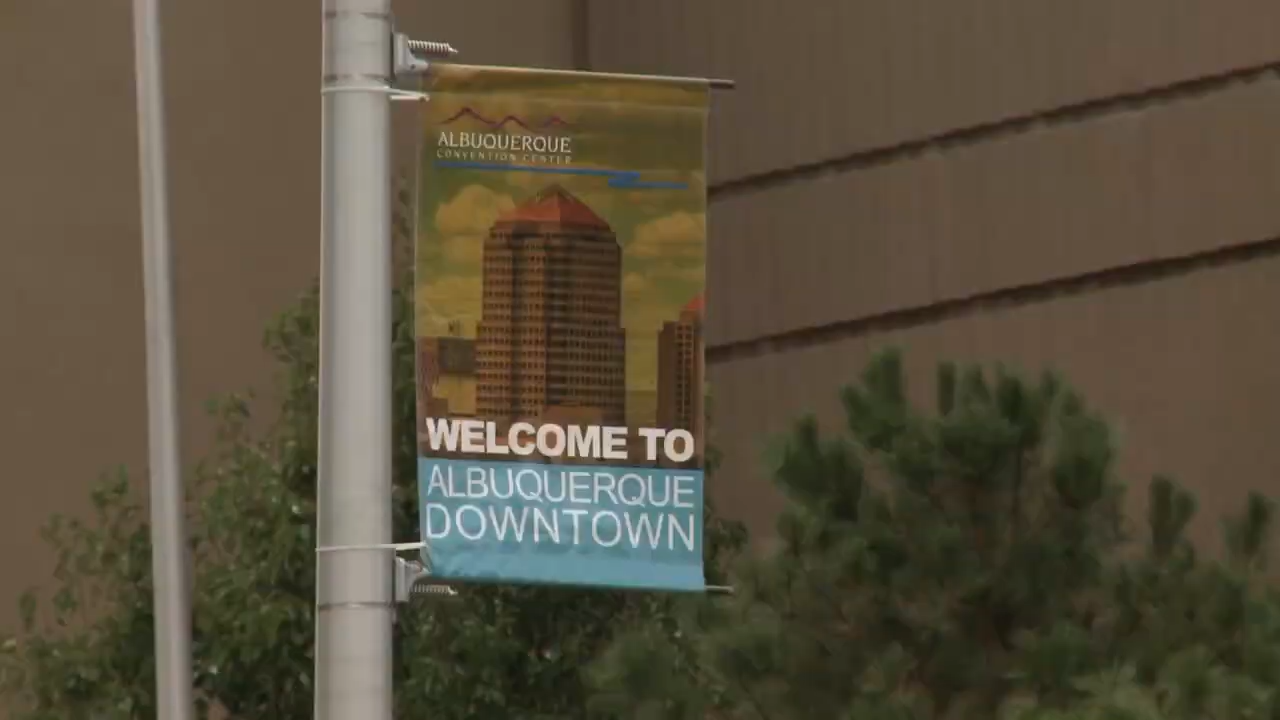 ALBUQUERQUE
CONVENTION CENTER
WELCOME TO
ALBUQUERQUE
DOWNTOWN